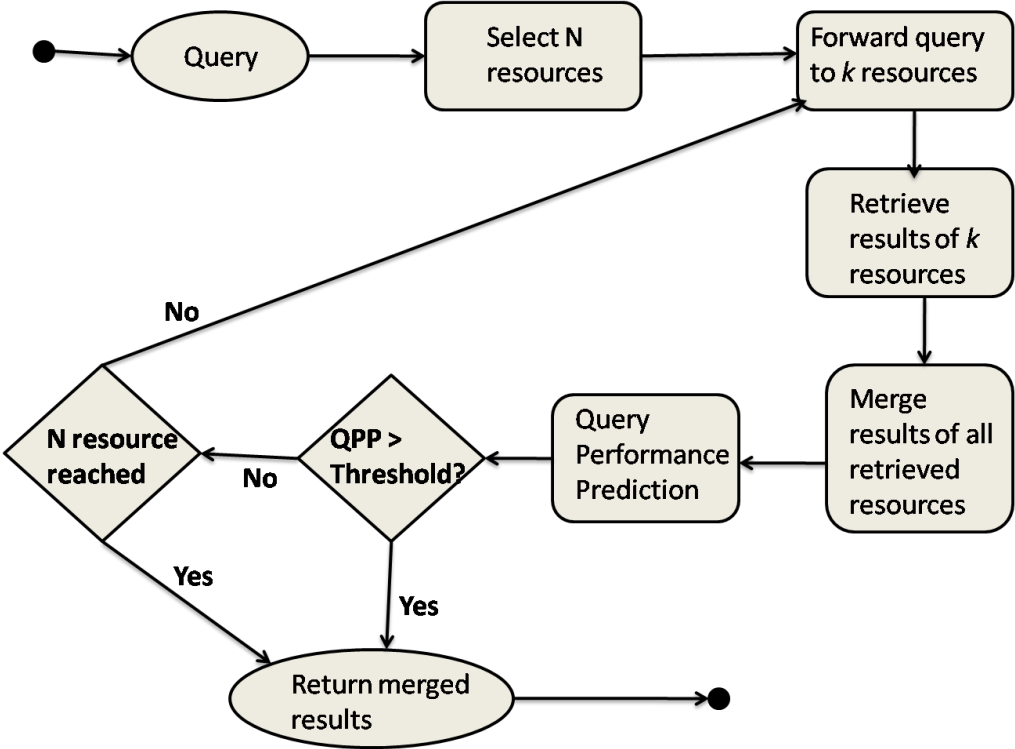 Query
Select N
resources
Forward query
to k resources
Retrieve
results of k
resources
Merge
results of all
retrieved
resources
Query
Performance
Prediction
QPP >
Threshold?
No
Yes
N resource
reached
No
Yes
Return merged
results